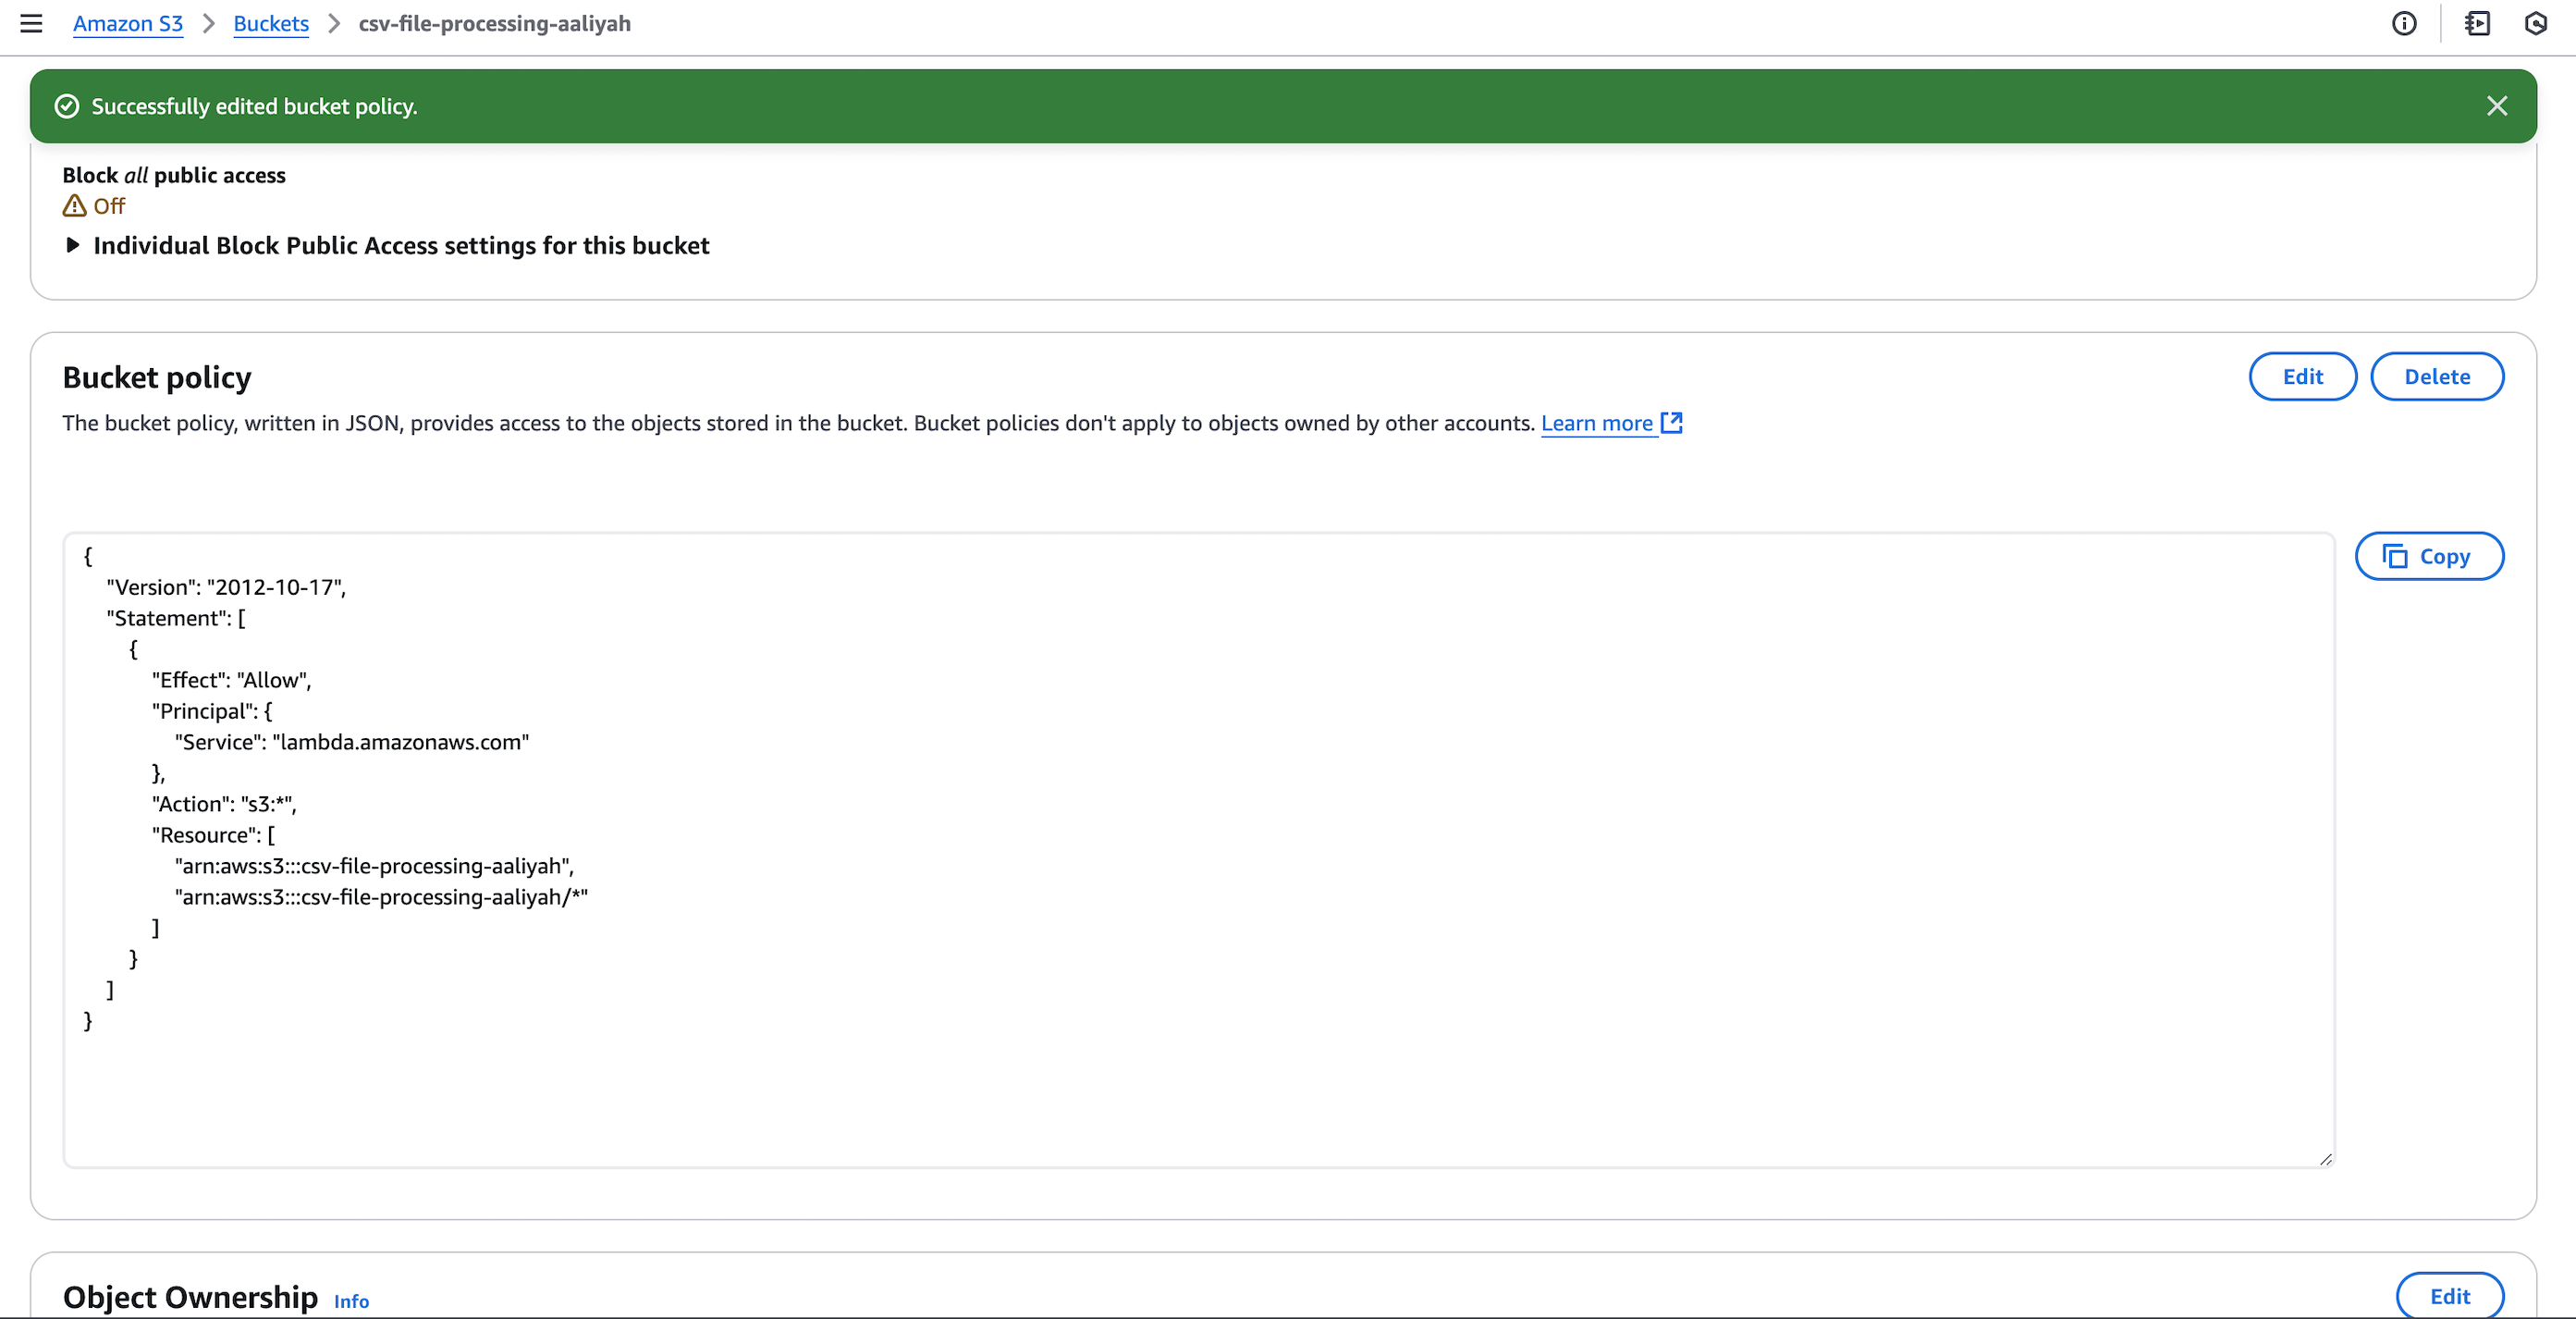 Amazon S3 > Buckets > csv-file-processing-aaliyah
Successfully edited bucket policy.
Block all public access
Off
Individual Block Public Access settings for this bucket
Bucket policy
Edit
Delete
The bucket policy, written in JSON, provides access to the objects stored in the bucket. Bucket policies don't apply to objects owned by other accounts. Learn more
Copy
{
"Version": "2012-10-17",
"Statement": [
{
"Effect": "Allow",
"Principal": {
"Service": "lambda.amazonaws.com"
},
"Action": "s3:*",
"Resource": [
"arn:aws:s3:::csv-file-processing-aaliyah",
"arn:aws:s3:::csv-file-processing-aaliyah/*"
]
}
]
}
Object Ownership Info
Edit